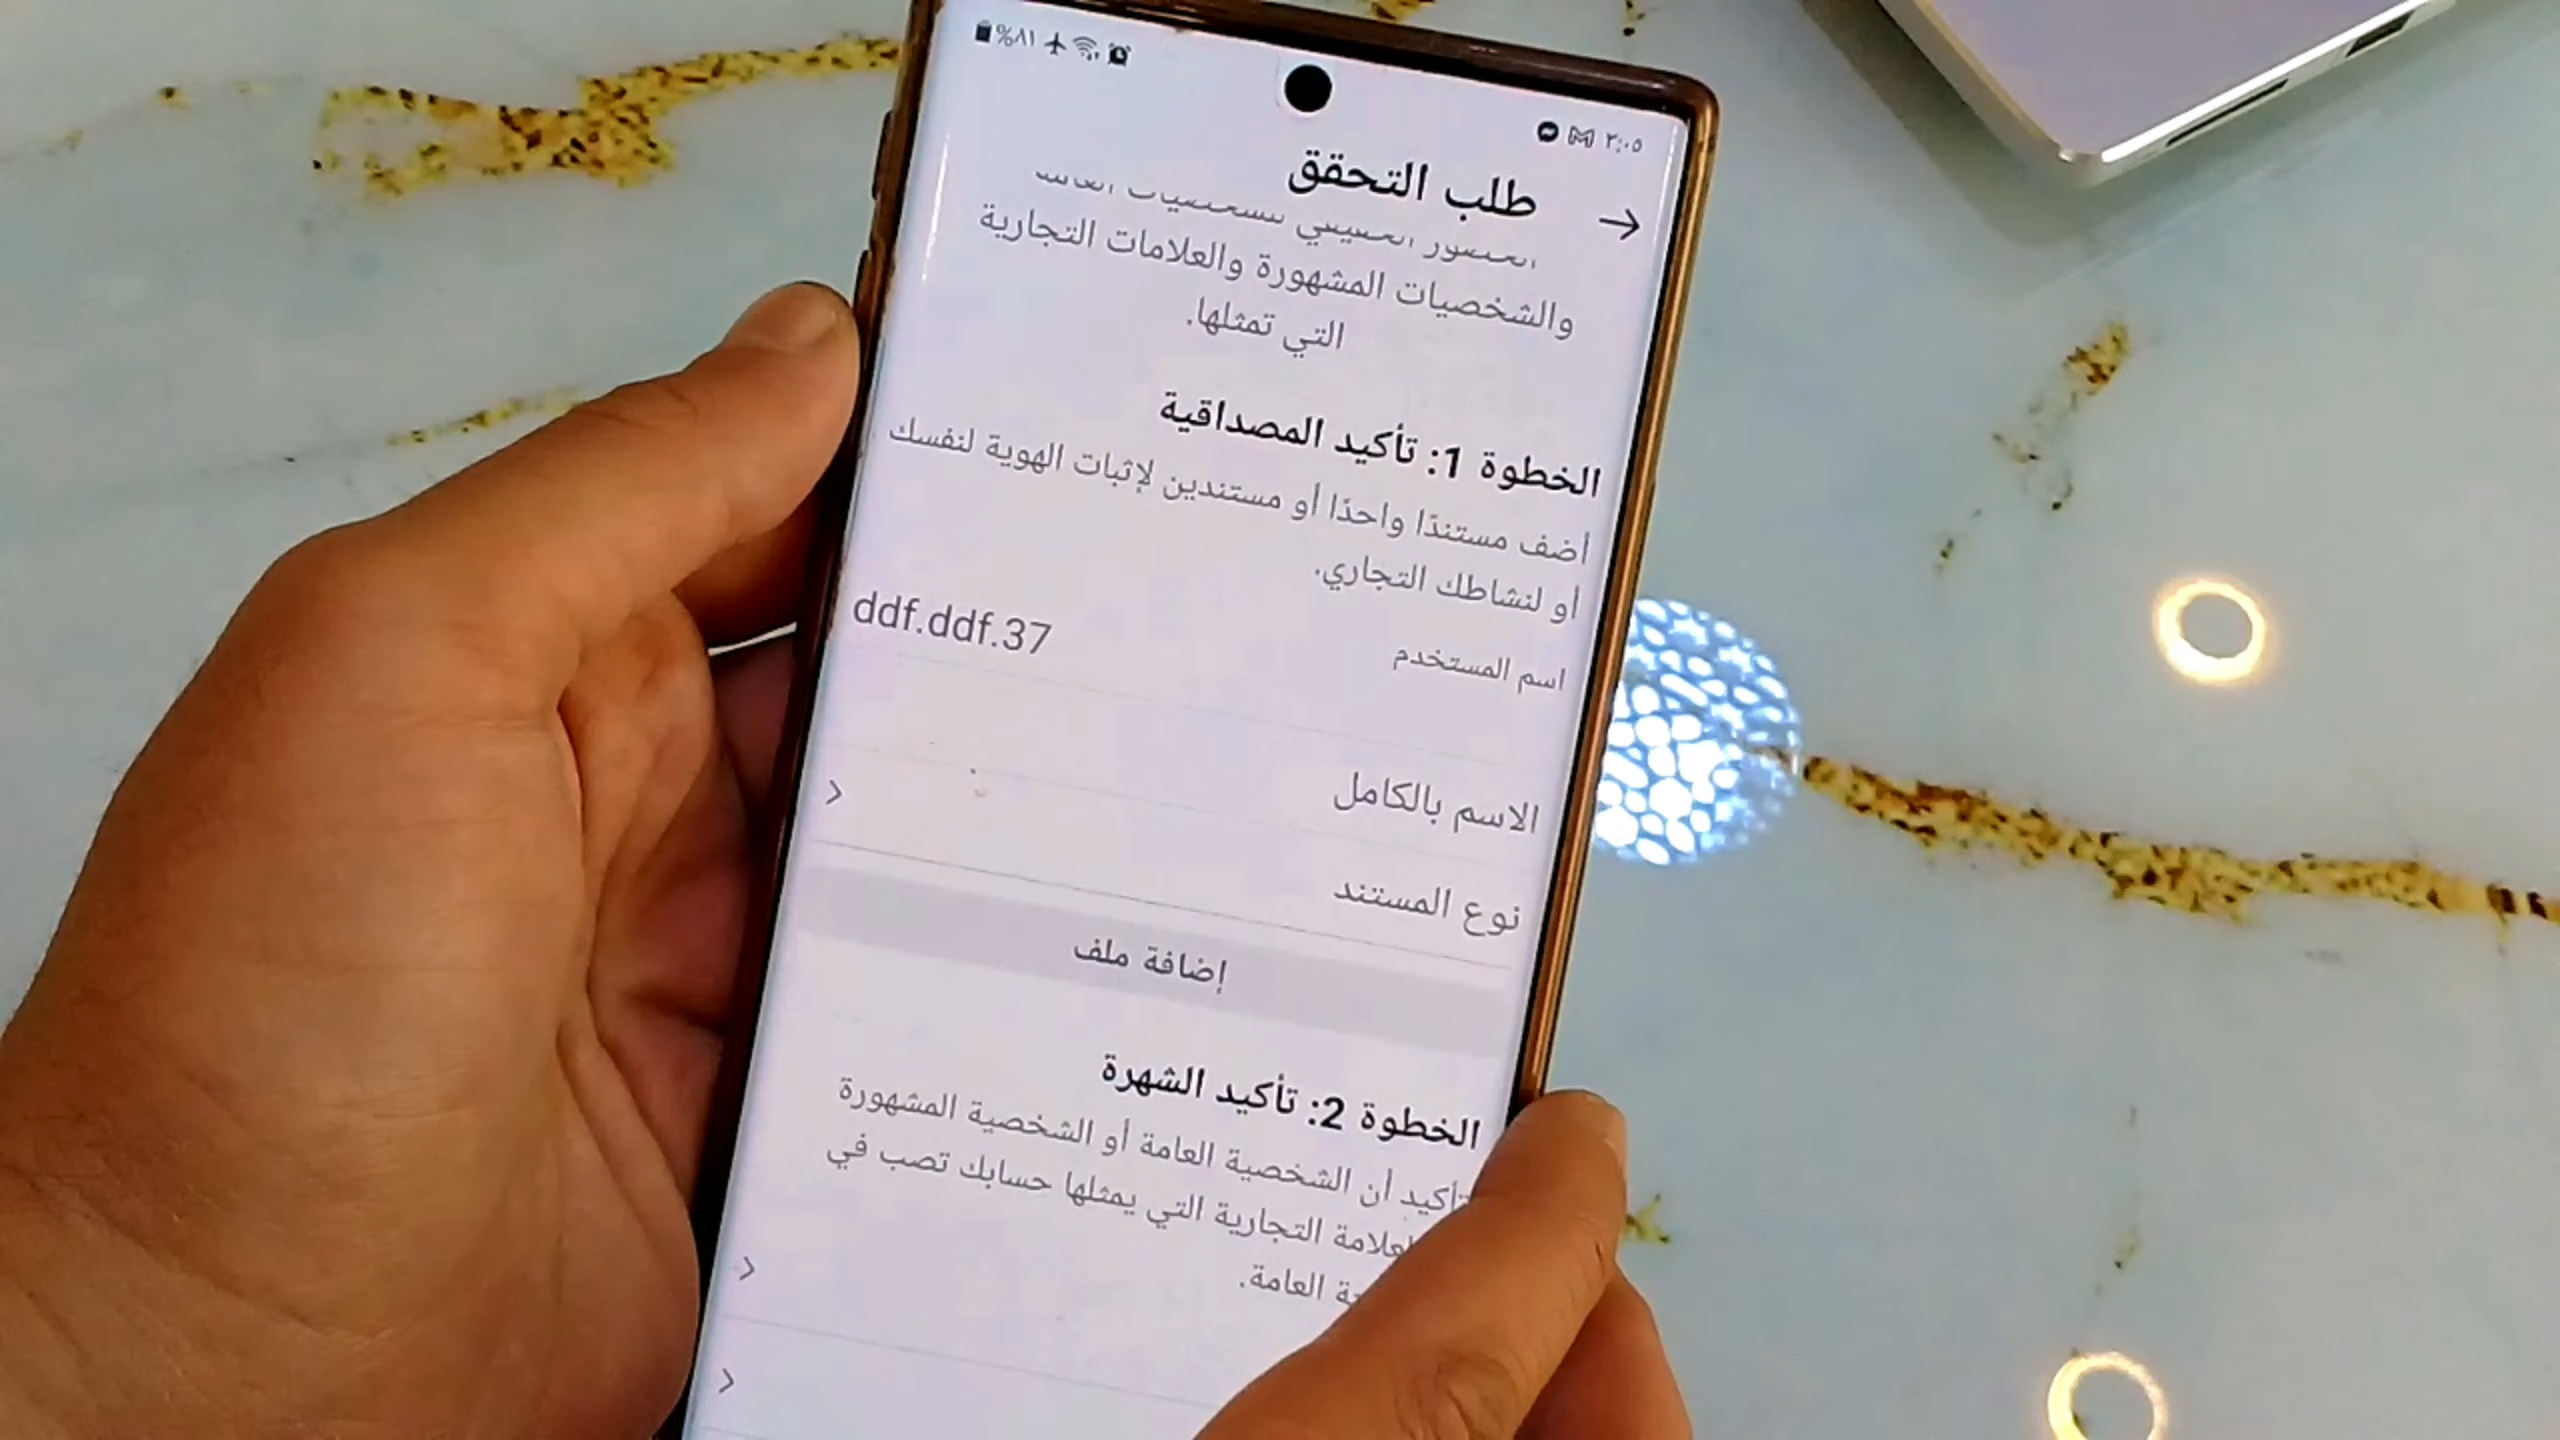 %٨١
٢:٠٥
طلب التحقق
والشخصيات المشهورة والعلامات التجارية
التي تمثلها.
الخطوة 1: تأكيد المصداقية
أضف مستندًا واحدًا أو مستندين لإثبات الهوية لنفسك
أو لنشاطك التجاري.
اسم المستخدم ddf.ddf.37
الاسم بالكامل
نوع المستند
إضافة ملف
الخطوة 2: تأكيد الشهرة
تأكيد أن الشخصية العامة أو الشخصية المشهورة
التجارية التي يمثلها حسابك تصب في
العامة.